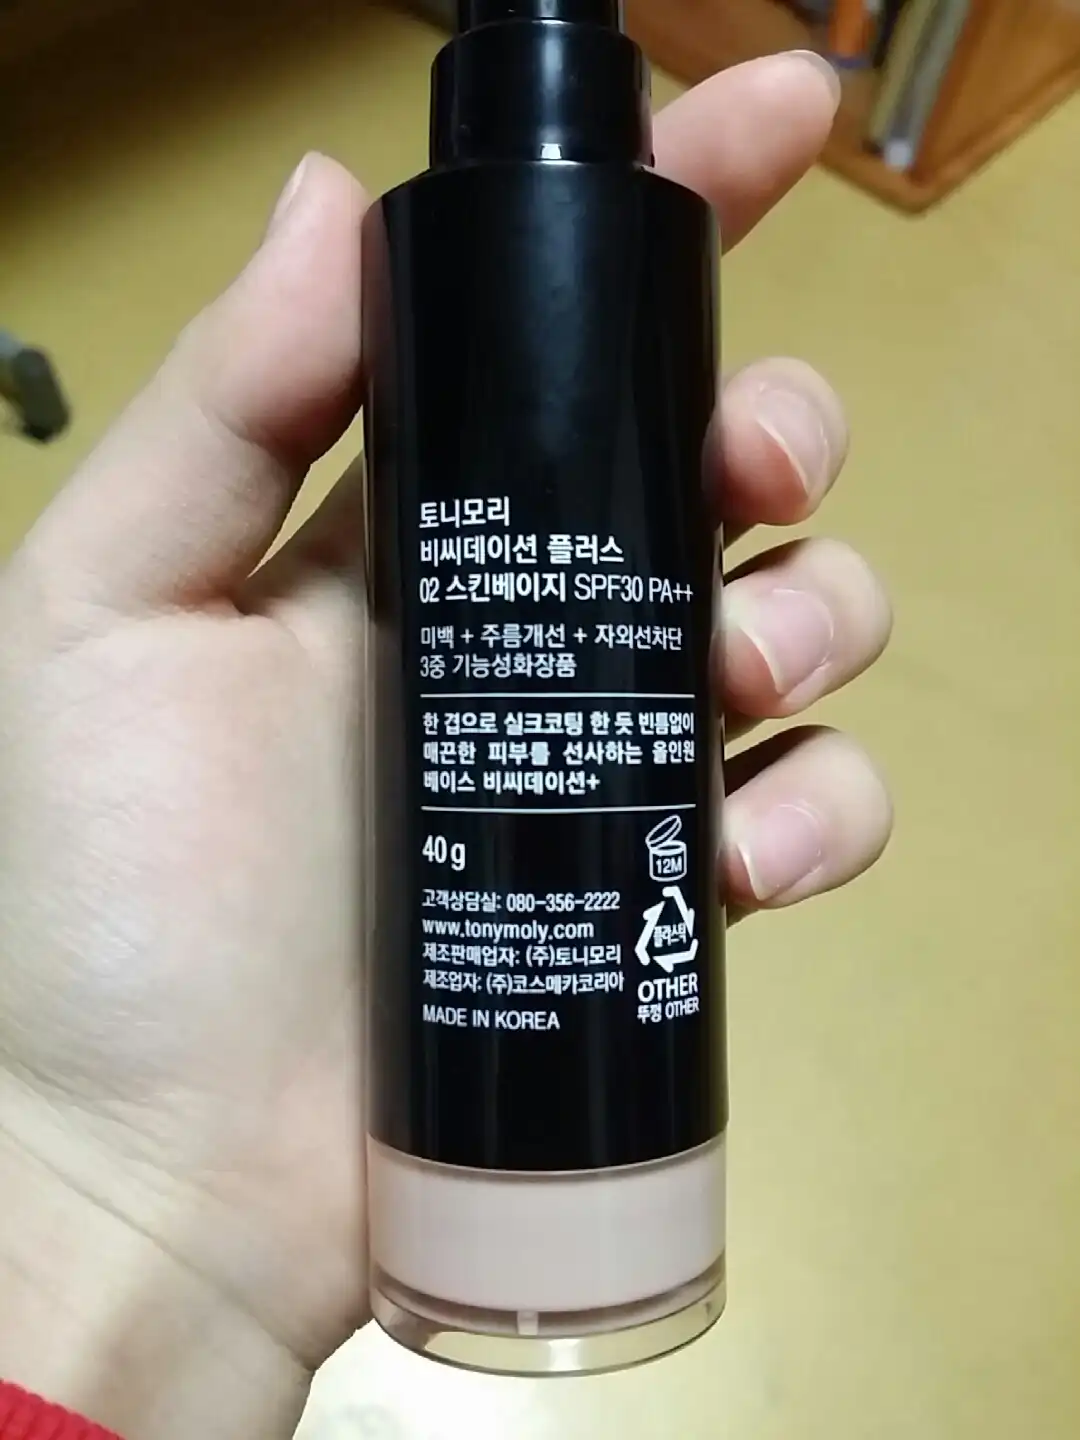 토니모리
비씨데이션 플러스
02 스킨베이지 SPF30 PA++
미백 + 주름개선 + 자외선차단
3중 기능성화장품
한 겹으로 실크코팅 한 듯 빈틈없이
매끈한 피부를 선사하는 올인원
베이스 비씨데이션+
40g
12M
고객상담실: 080-356-2222
www.tonymoly.com
제조판매업자: (주)토니모리
제조업자: (주)코스메카코리아
MADE IN KOREA
플라스틱
OTHER
뚜껑 OTHER